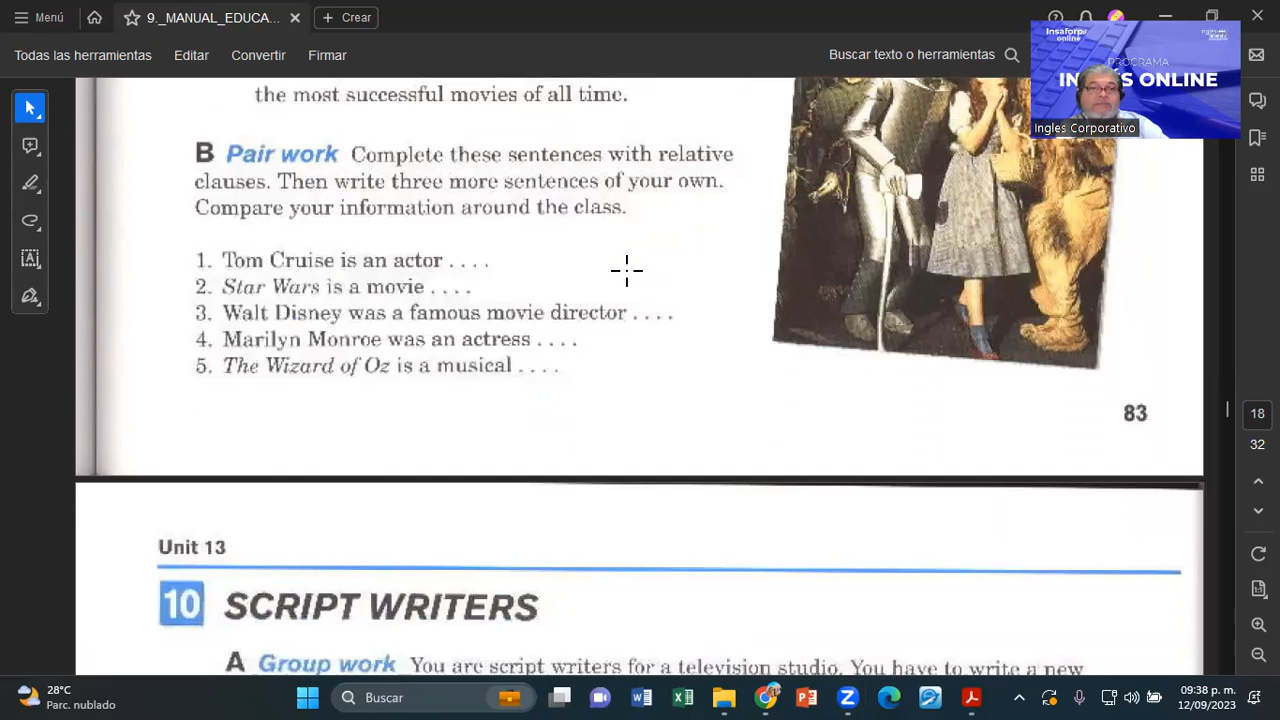 Menú
9._MANUAL_EDUCA...
Crear
Todas las herramientas
Editar
Convertir
Firmar
Buscar texto o herramientas
Insaforp
online
PROGRAMA
INGLÉS ONLINE
Ingles Corporativo
the most successful movies of all time.
B Pair work Complete these sentences with relative
clauses. Then write three more sentences of your own.
Compare your information around the class.
1. Tom Cruise is an actor . . . .
2. Star Wars is a movie . . . .
3. Walt Disney was a famous movie director . . . .
4. Marilyn Monroe was an actress . . . .
5. The Wizard of Oz is a musical . . . .
83
18
32
Unit 13
10 SCRIPT WRITERS
A Group work You are script writers for a television studio. You have to write a new
28°C
Parc. nublado
Buscar
09:38 p. m.
12/09/2023